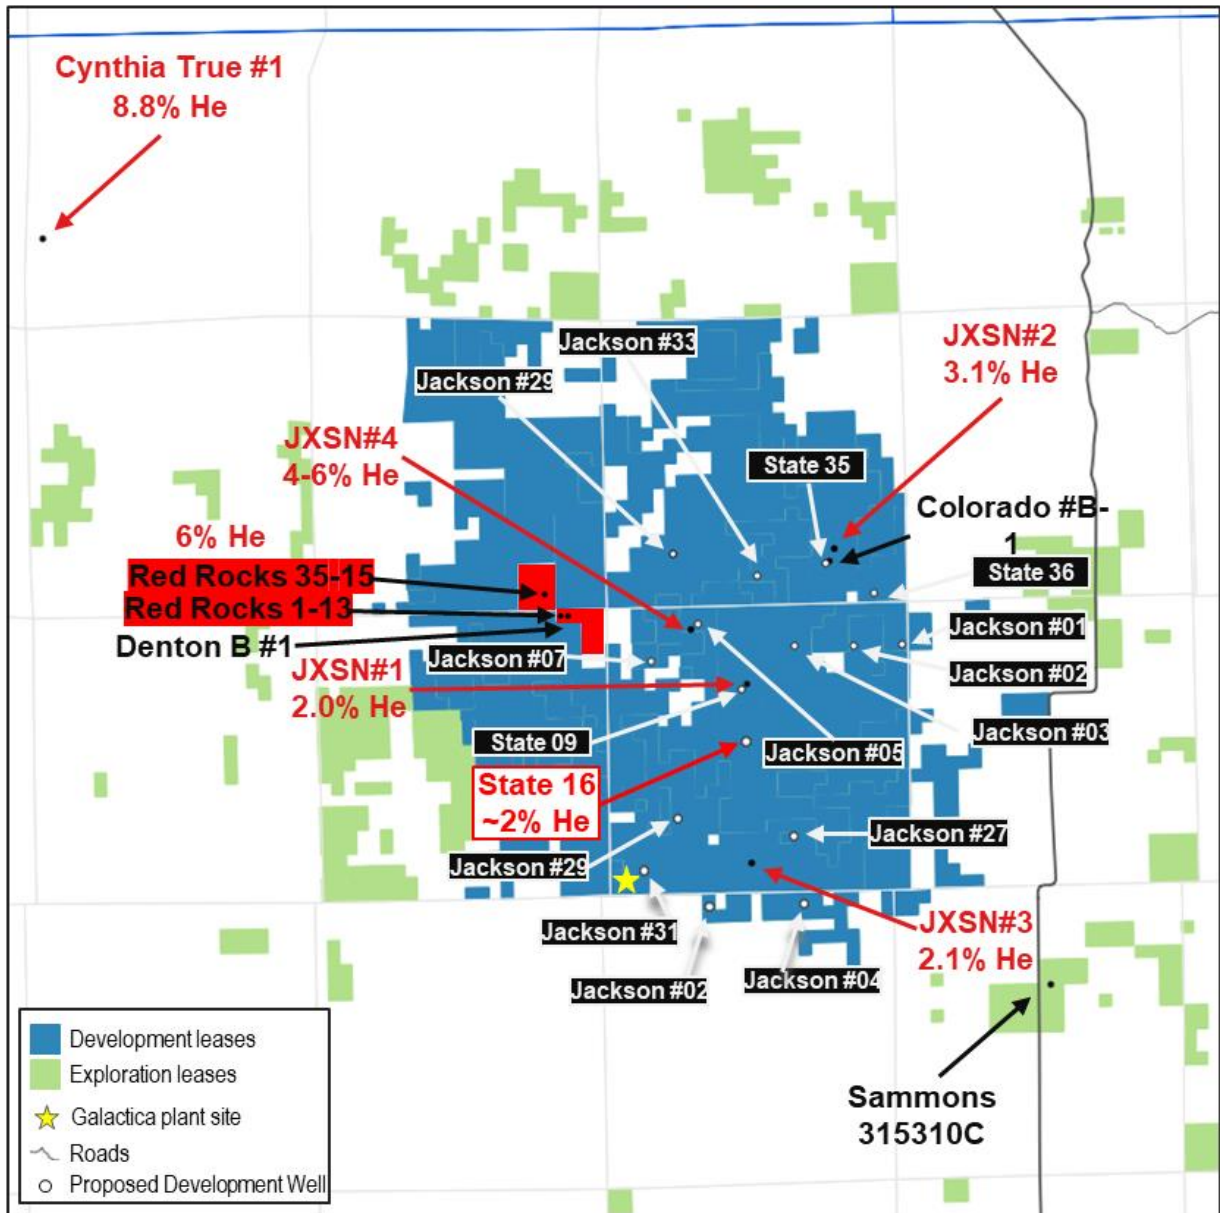 Cynthia True #1
8.8% He
Jackson #33
JXSN#2
3.1% He
Jackson #29
JXSN#4
4-6% He
State 35
Colorado #B-
1
6% He
Red Rocks 35-15
State 36
Red Rocks 1-13
Denton B #1
Jackson #01
Jackson #07
JXSN#1
2.0% He
Jackson #02
Jackson #03
State 09
Jackson #05
State 16
~2% He
Jackson #27
Jackson #29
JXSN#3
2.1% He
Jackson #31
Jackson #02
Jackson #04
Sammons
315310C
Development leases
Exploration leases
Galactica plant site
Roads
Proposed Development Well